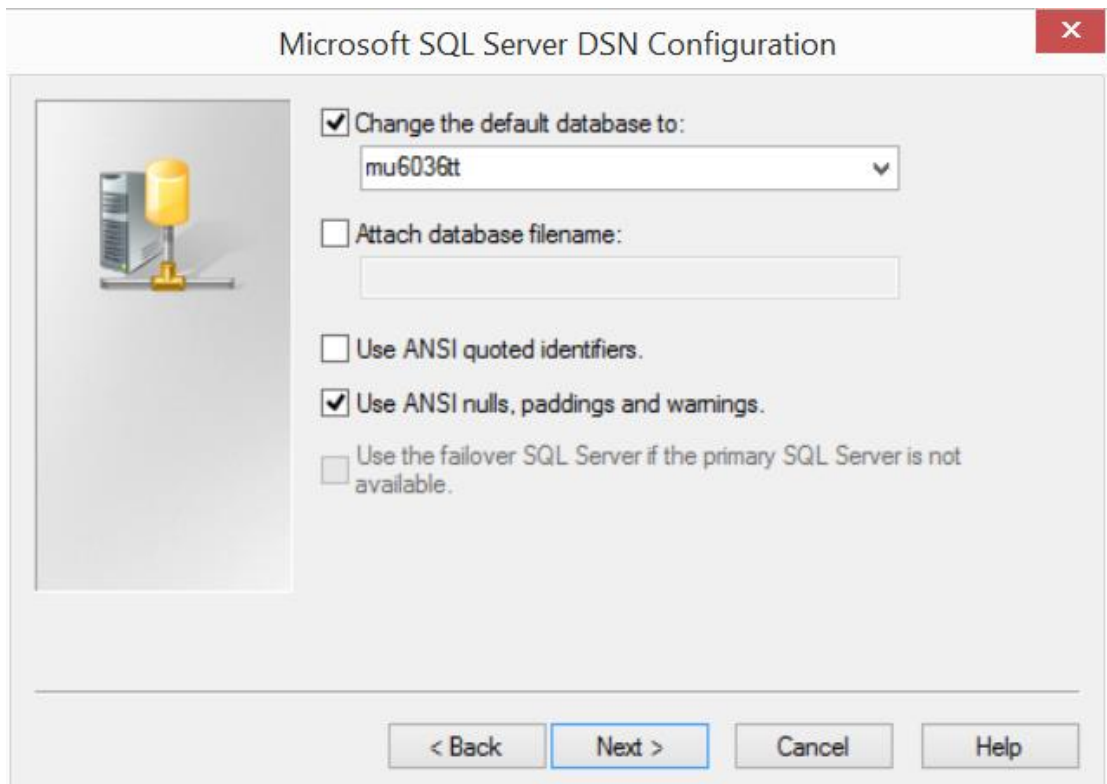 Microsoft SQL Server DSN Configuration
Change the default database to:
mu6036tt
Attach database filename:
Use ANSI quoted identifiers.
Use ANSI nulls, paddings and warnings.
Use the failover SQL Server if the primary SQL Server is not
available.
< Back
Next >
Cancel
Help